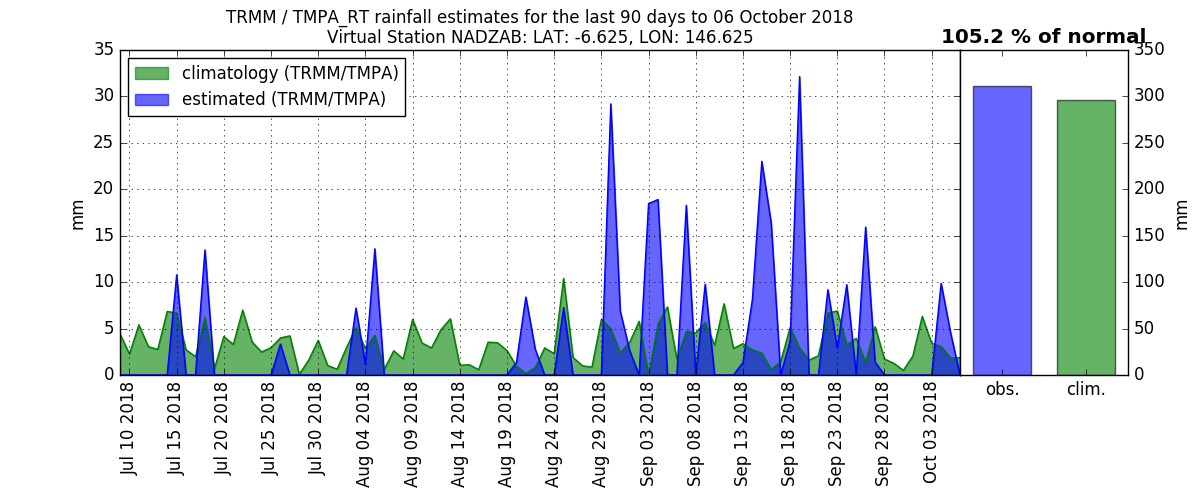 TRMM / TMPA_RT rainfall estimates for the last 90 days to 06 October 2018
Virtual Station NADZAB: LAT: -6.625, LON: 146.625
105.2 % of normal
climatology (TRMM/TMPA)
estimated (TRMM/TMPA)
mm
35
30
25
20
15
10
5
0
Jul 10 2018
Jul 15 2018
Jul 20 2018
Jul 25 2018
Jul 30 2018
Aug 04 2018
Aug 09 2018
Aug 14 2018
Aug 19 2018
Aug 24 2018
Aug 29 2018
Sep 03 2018
Sep 08 2018
Sep 13 2018
Sep 18 2018
Sep 23 2018
Sep 28 2018
Oct 03 2018
obs.
clim.
350
300
250
200
150
100
50
0
mm